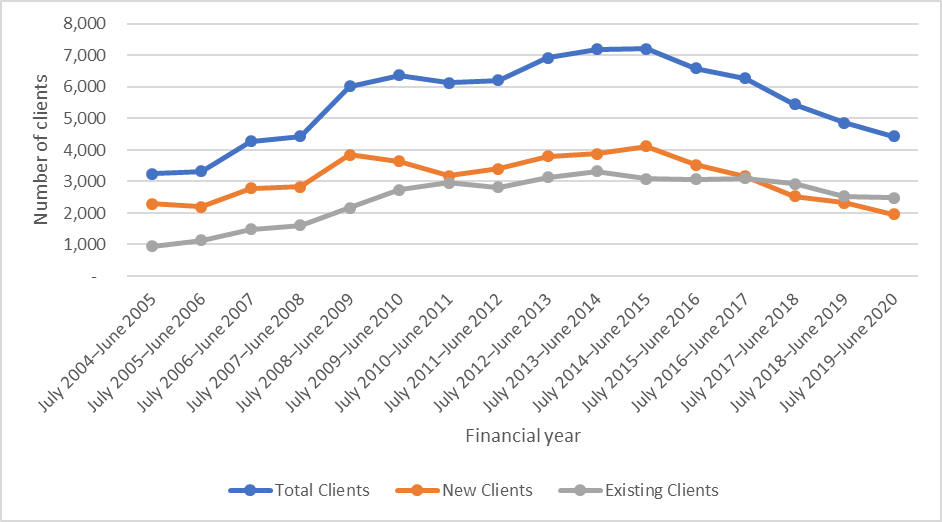 8,000
7,000
6,000
5,000
4,000
3,000
2,000
1,000
-
Number of clients
July 2004–June 2005
July 2005–June 2006
July 2006–June 2007
July 2007–June 2008
July 2008–June 2009
July 2009–June 2010
July 2010–June 2011
July 2011–June 2012
July 2012–June 2013
July 2013–June 2014
July 2014–June 2015
July 2015–June 2016
July 2016–June 2017
July 2017–June 2018
July 2018–June 2019
July 2019–June 2020
Financial year
Total Clients New Clients Existing Clients